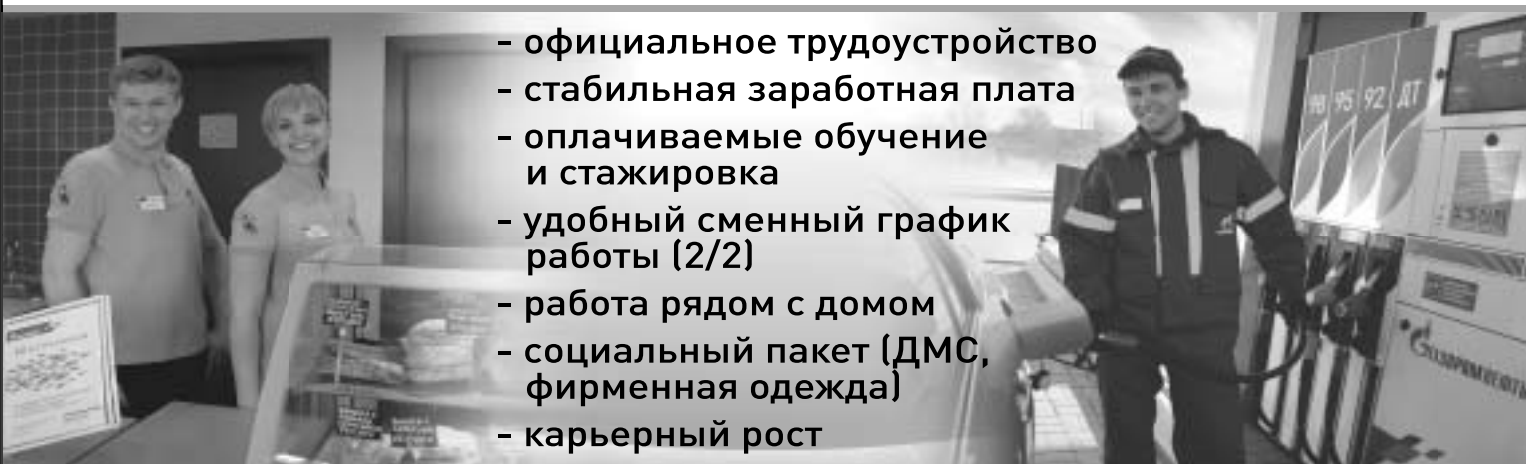 - официальное трудоустройство
- стабильная заработная плата
- оплачиваемые обучение
и стажировка
- удобный сменный график
работы (2/2)
- работа рядом с домом
- социальный пакет (ДМС,
фирменная одежда)
- карьерный рост
98 95 92 ДТ
ГАЗПРОМНЕФТЬ